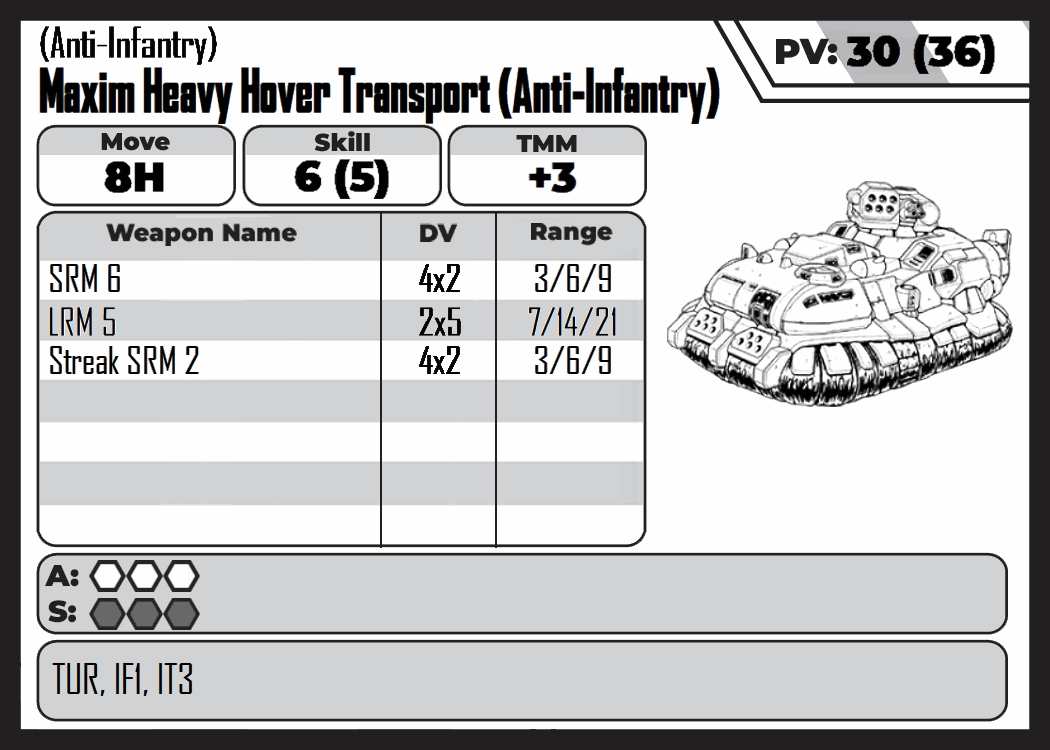 (Anti-Infantry)
PV: 30 (36)
Maxim Heavy Hover Transport (Anti-Infantry)
Move Skill TMM
8H 6 (5) +3
Weapon Name DV Range
SRM 6 4x2 3/6/9
LRM 5 2x5 7/14/21
Streak SRM 2 4x2 3/6/9
A:
S:
TUR, IF1, IT3